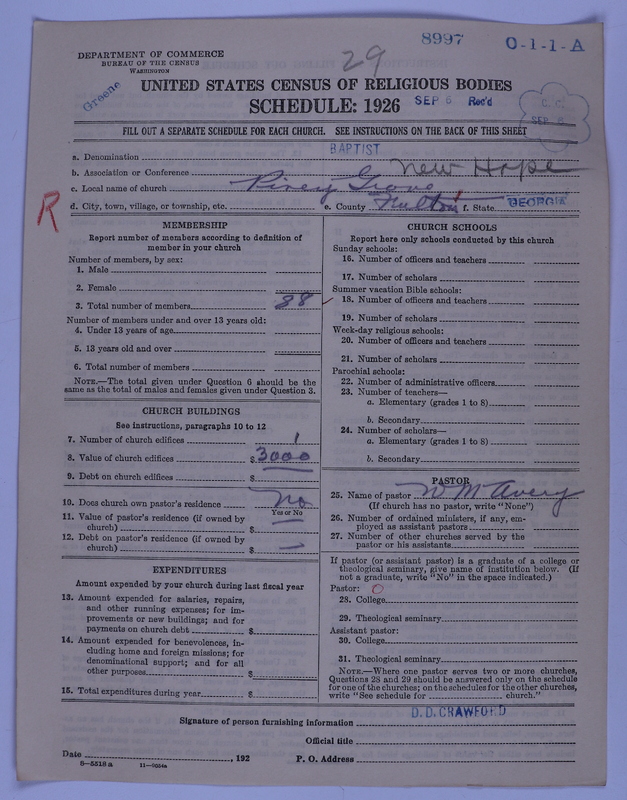 8997 O-1-1-A
29
DEPARTMENT OF COMMERCE
BUREAU OF THE CENSUS
WASHINGTON
Greene
UNITED STATES CENSUS OF RELIGIOUS BODIES
SCHEDULE: 1926
SEP 6 Rec'd
C. C.
SEP 8
FILL OUT A SEPARATE SCHEDULE FOR EACH CHURCH. SEE INSTRUCTIONS ON THE BACK OF THIS SHEET
a. Denomination BAPTIST
b. Association or Conference New Hope
c. Local name of church Piney Grove
R
d. City, town, village, or township, etc. e. County Fulton f. State GEORGIA
MEMBERSHIP
Report number of members according to definition of
member in your church
Number of members, by sex:
1. Male
2. Female
3. Total number of members 88
Number of members under and over 13 years old:
4. Under 13 years of age
5. 13 years old and over
6. Total number of members
NOTE.—The total given under Question 6 should be the
same as the total of males and females given under Question 3.
CHURCH BUILDINGS
See instructions, paragraphs 10 to 12
7. Number of church edifices 1
8. Value of church edifices $ 3000
9. Debt on church edifices $
10. Does church own pastor's residence No
Yes or No
11. Value of pastor's residence (if owned by
church) $ —
12. Debt on pastor's residence (if owned by
church) $ —
EXPENDITURES
Amount expended by your church during last fiscal year
13. Amount expended for salaries, repairs,
and other running expenses; for im-
provements or new buildings; and for
payments on church debt $
14. Amount expended for benevolences, in-
cluding home and foreign missions; for
denominational support; and for all
other purposes $
15. Total expenditures during year $
CHURCH SCHOOLS
Report here only schools conducted by this church
Sunday schools:
16. Number of officers and teachers
17. Number of scholars
Summer vacation Bible schools:
18. Number of officers and teachers
19. Number of scholars
Week-day religious schools:
20. Number of officers and teachers
21. Number of scholars
Parochial schools:
22. Number of administrative officers
23. Number of teachers—
a. Elementary (grades 1 to 8)
b. Secondary
24. Number of scholars—
a. Elementary (grades 1 to 8)
b. Secondary
PASTOR
25. Name of pastor W M Avery
(If church has no pastor, write "None")
26. Number of ordained ministers, if any, em-
ployed as assistant pastors
27. Number of other churches served by the
pastor or his assistants
If pastor (or assistant pastor) is a graduate of a college or
theological seminary, give name of institution below. (If
not a graduate, write "No" in the space indicated.)
Pastor: O
28. College
29. Theological seminary
Assistant pastor:
30. College
31. Theological seminary
NOTE.—Where one pastor serves two or more churches,
Questions 28 and 29 should be answered only on the schedule
for one of the churches; on the schedules for the other churches,
write "See schedule for church."
Signature of person furnishing information D. D. CRAWFORD
Official title
Date , 192 P. O. Address
8—5518a 11—9054a